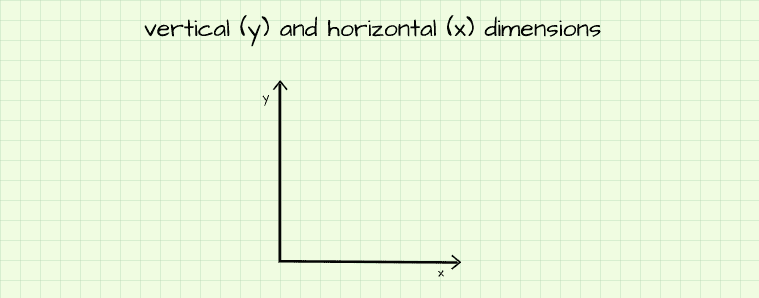 vertical (y) and horizontal (x) dimensions
y
x